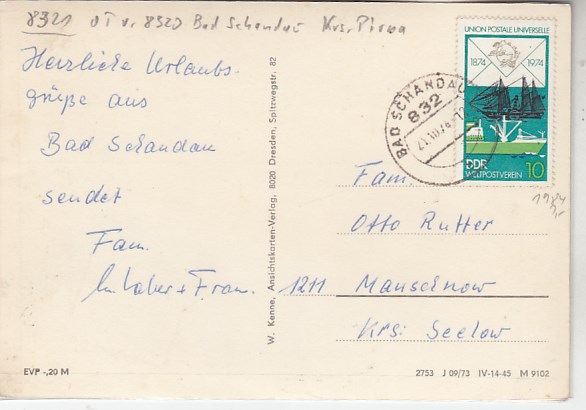 8321 OT v. 8320 Bad Schandau Krs. Pirna
Herzliche Urlaubs-
grüße aus
Bad Schandau
sendet
Fam.
+ Fram.
W. Kenne, Ansichtskarten-Verlag, 8020 Dresden, Spitzwegstr. 82
UNION POSTALE UNIVERSELLE
1874 1974
DDR 10
WELTPOSTVEREIN
BAD SCHANDAU
832
Fam.
Otto Rutter
1211 Manschnow
Krs: Seelow
EVP -,20 M
2753 J 09/73 IV-14-45 M 9102